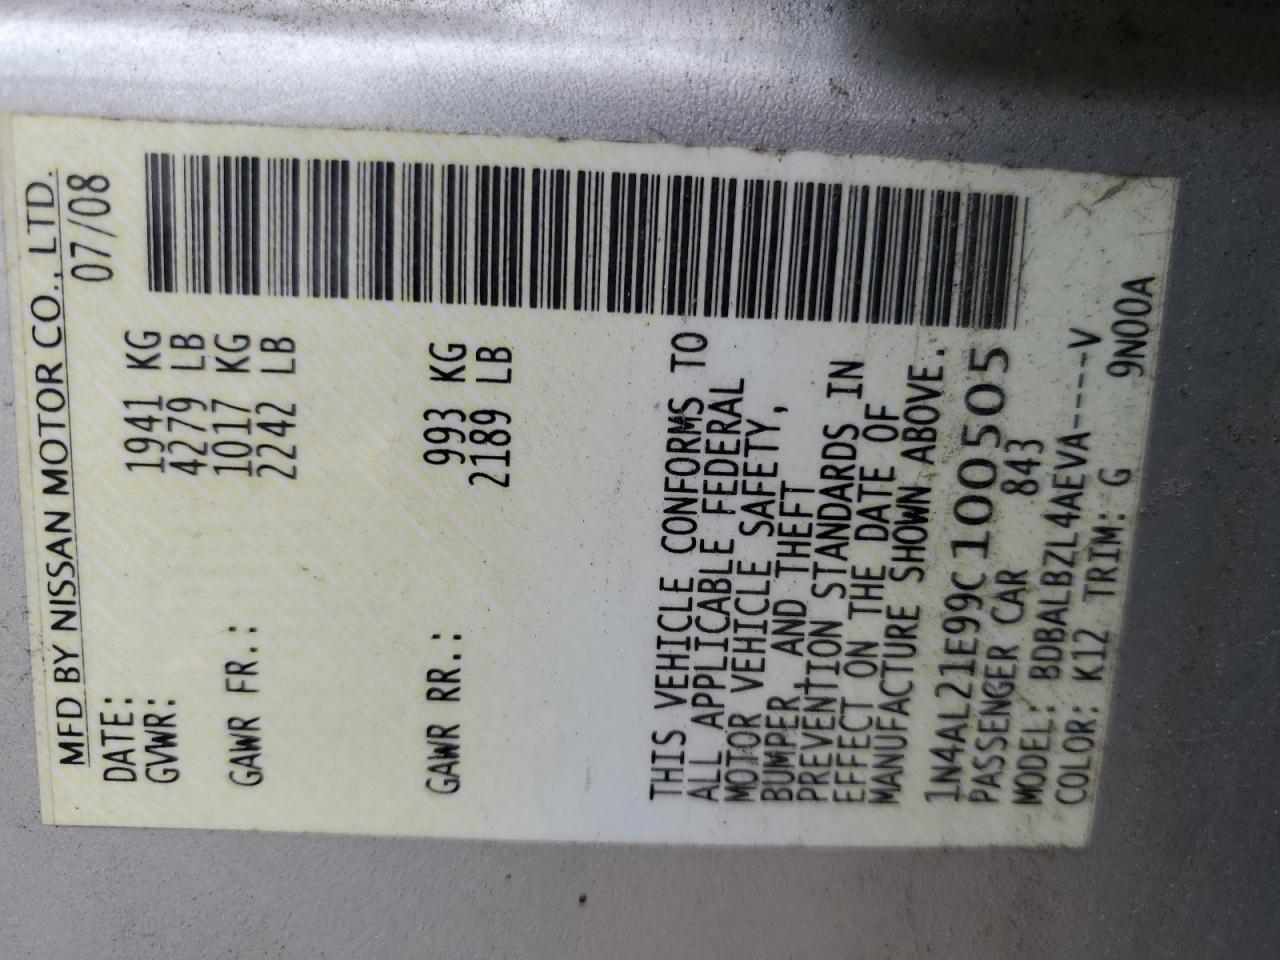 MFD BY NISSAN MOTOR CO., LTD.
DATE: 07/08
GVWR: 1941 KG
4279 LB
GAWR FR.: 1017 KG
2242 LB
GAWR RR.: 993 KG
2189 LB
THIS VEHICLE CONFORMS TO
ALL APPLICABLE FEDERAL
MOTOR VEHICLE SAFETY,
BUMPER, AND THEFT
PREVENTION STANDARDS IN
EFFECT ON THE DATE OF
MANUFACTURE SHOWN ABOVE.
1N4AL21E99C100505
PASSENGER CAR 843
MODEL: BDBALBZL4AEVA----V
COLOR: K12 TRIM: G 9N00A